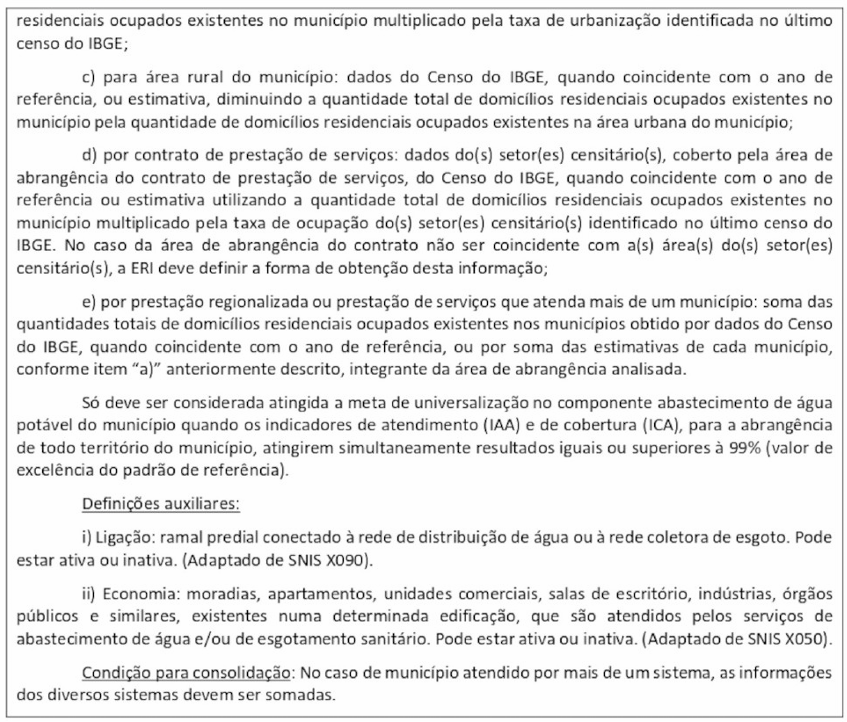 residenciais ocupados existentes no município multiplicado pela taxa de urbanização identificada no último
censo do IBGE;
c) para área rural do município: dados do Censo do IBGE, quando coincidente com o ano de
referência, ou estimativa, diminuindo a quantidade total de domicílios residenciais ocupados existentes no
município pela quantidade de domicílios residenciais ocupados existentes na área urbana do município;
d) por contrato de prestação de serviços: dados do(s) setor(es) censitário(s), coberto pela área de
abrangência do contrato de prestação de serviços, do Censo do IBGE, quando coincidente com o ano de
referência ou estimativa utilizando a quantidade total de domicílios residenciais ocupados existentes no
município multiplicado pela taxa de ocupação do(s) setor(es) censitário(s) identificado no último censo do
IBGE. No caso da área de abrangência do contrato não ser coincidente com a(s) área(s) do(s) setor(es)
censitário(s), a ERI deve definir a forma de obtenção desta informação;
e) por prestação regionalizada ou prestação de serviços que atenda mais de um município: soma das
quantidades totais de domicílios residenciais ocupados existentes nos municípios obtido por dados do Censo
do IBGE, quando coincidente com o ano de referência, ou por soma das estimativas de cada município,
conforme item “a)” anteriormente descrito, integrante da área de abrangência analisada.
Só deve ser considerada atingida a meta de universalização no componente abastecimento de água
potável do município quando os indicadores de atendimento (IAA) e de cobertura (ICA), para a abrangência
de todo território do município, atingirem simultaneamente resultados iguais ou superiores à 99% (valor de
excelência do padrão de referência).
Definições auxiliares:
i) Ligação: ramal predial conectado à rede de distribuição de água ou à rede coletora de esgoto. Pode
estar ativa ou inativa. (Adaptado de SNIS X090).
ii) Economia: moradias, apartamentos, unidades comerciais, salas de escritório, indústrias, órgãos
públicos e similares, existentes numa determinada edificação, que são atendidos pelos serviços de
abastecimento de água e/ou de esgotamento sanitário. Pode estar ativa ou inativa. (Adaptado de SNIS X050).
Condição para consolidação: No caso de município atendido por mais de um sistema, as informações
dos diversos sistemas devem ser somadas.